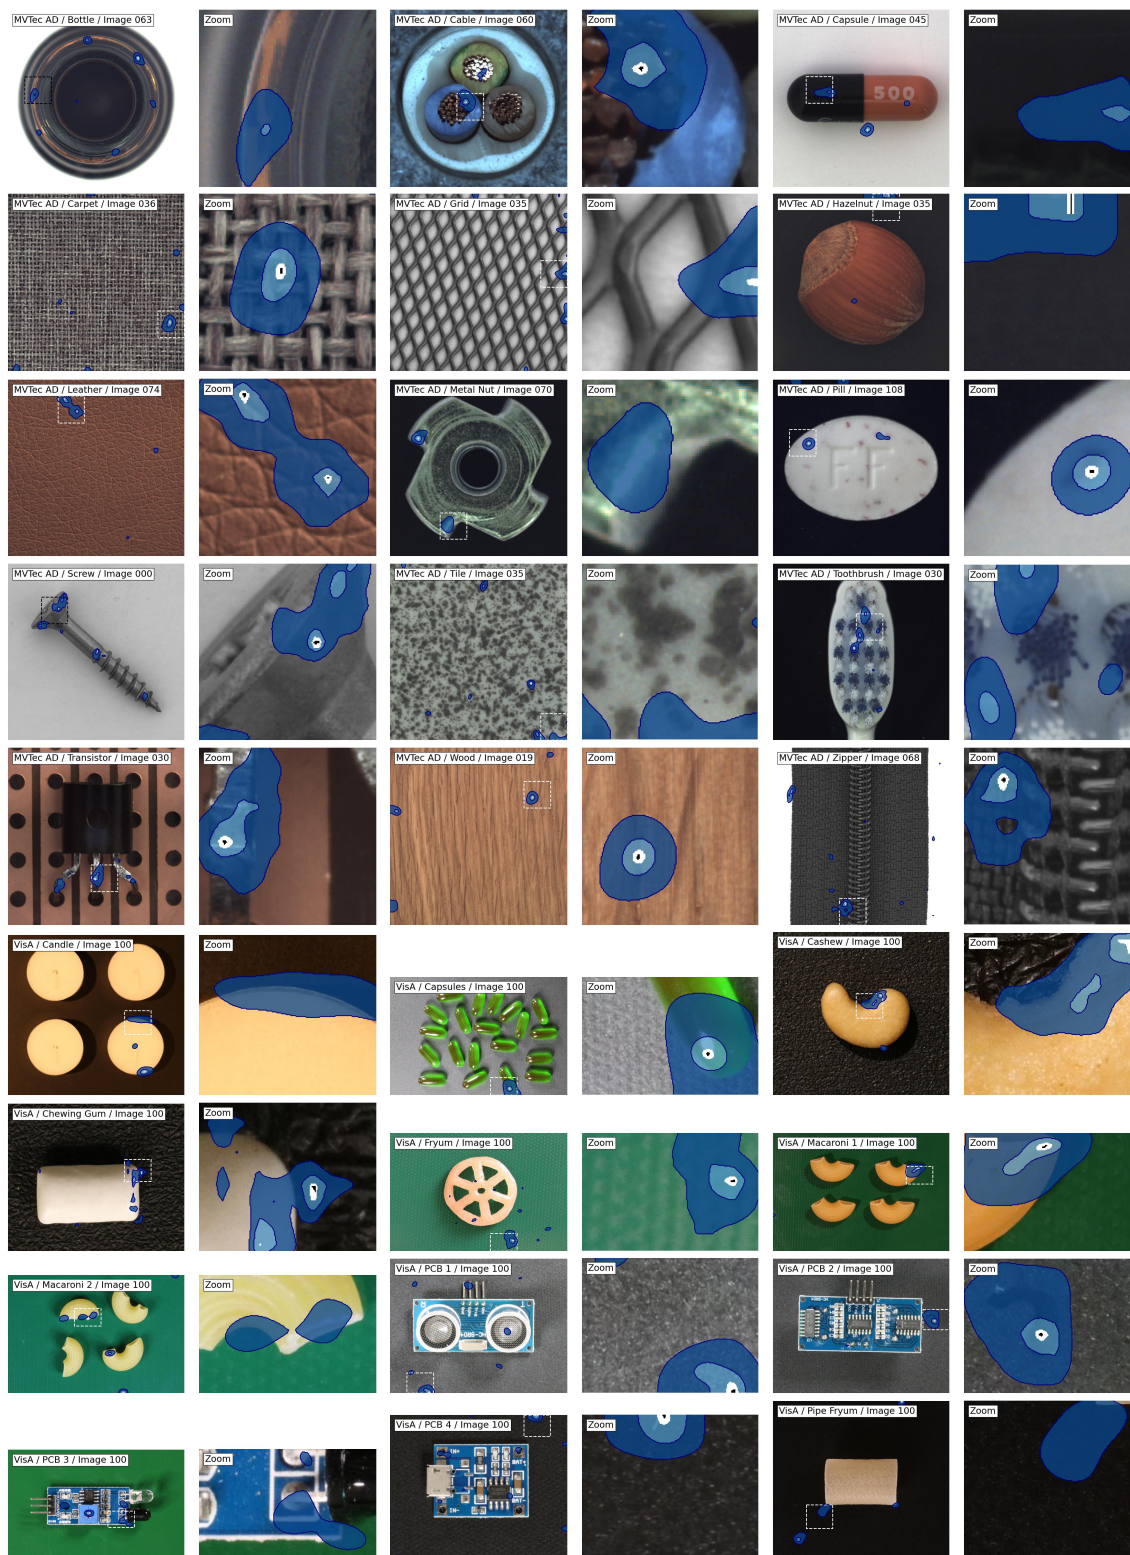 MVTec AD / Bottle / Image 063
Zoom
MVTec AD / Cable / Image 060
Zoom
MVTec AD / Capsule / Image 045
Zoom
500
MVTec AD / Carpet / Image 036
Zoom
MVTec AD / Grid / Image 035
Zoom
MVTec AD / Hazelnut / Image 035
Zoom
MVTec AD / Leather / Image 074
Zoom
MVTec AD / Metal Nut / Image 070
Zoom
MVTec AD / Pill / Image 108
Zoom
FF
MVTec AD / Screw / Image 000
Zoom
MVTec AD / Tile / Image 035
Zoom
MVTec AD / Toothbrush / Image 030
Zoom
MVTec AD / Transistor / Image 030
Zoom
MVTec AD / Wood / Image 019
Zoom
MVTec AD / Zipper / Image 068
Zoom
VisA / Candle / Image 100
Zoom
VisA / Capsules / Image 100
Zoom
VisA / Cashew / Image 100
Zoom
VisA / Chewing Gum / Image 100
Zoom
VisA / Fryum / Image 100
Zoom
VisA / Macaroni 1 / Image 100
Zoom
VisA / Macaroni 2 / Image 100
Zoom
VisA / PCB 1 / Image 100
Zoom
VisA / PCB 2 / Image 100
Zoom
VisA / PCB 3 / Image 100
Zoom
VisA / PCB 4 / Image 100
Zoom
VisA / Pipe Fryum / Image 100
Zoom